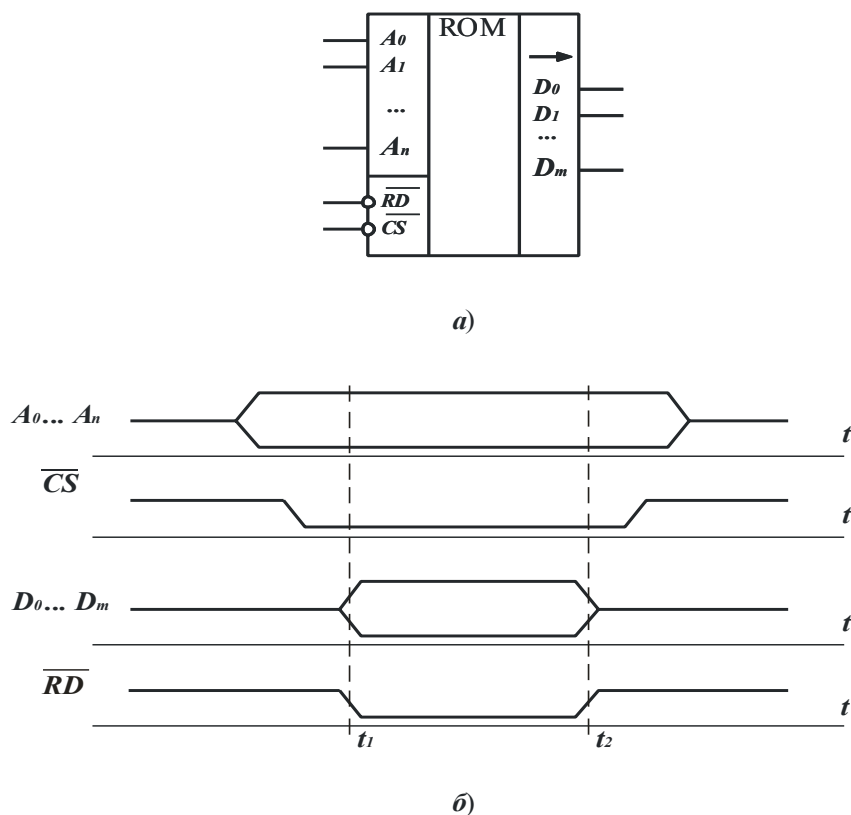 ROM
A0
A1
...
An
RD
CS
D0
D1
...
Dm
а)
A0... An
t
CS
t
D0... Dm
t
RD
t
t1
t2
б)